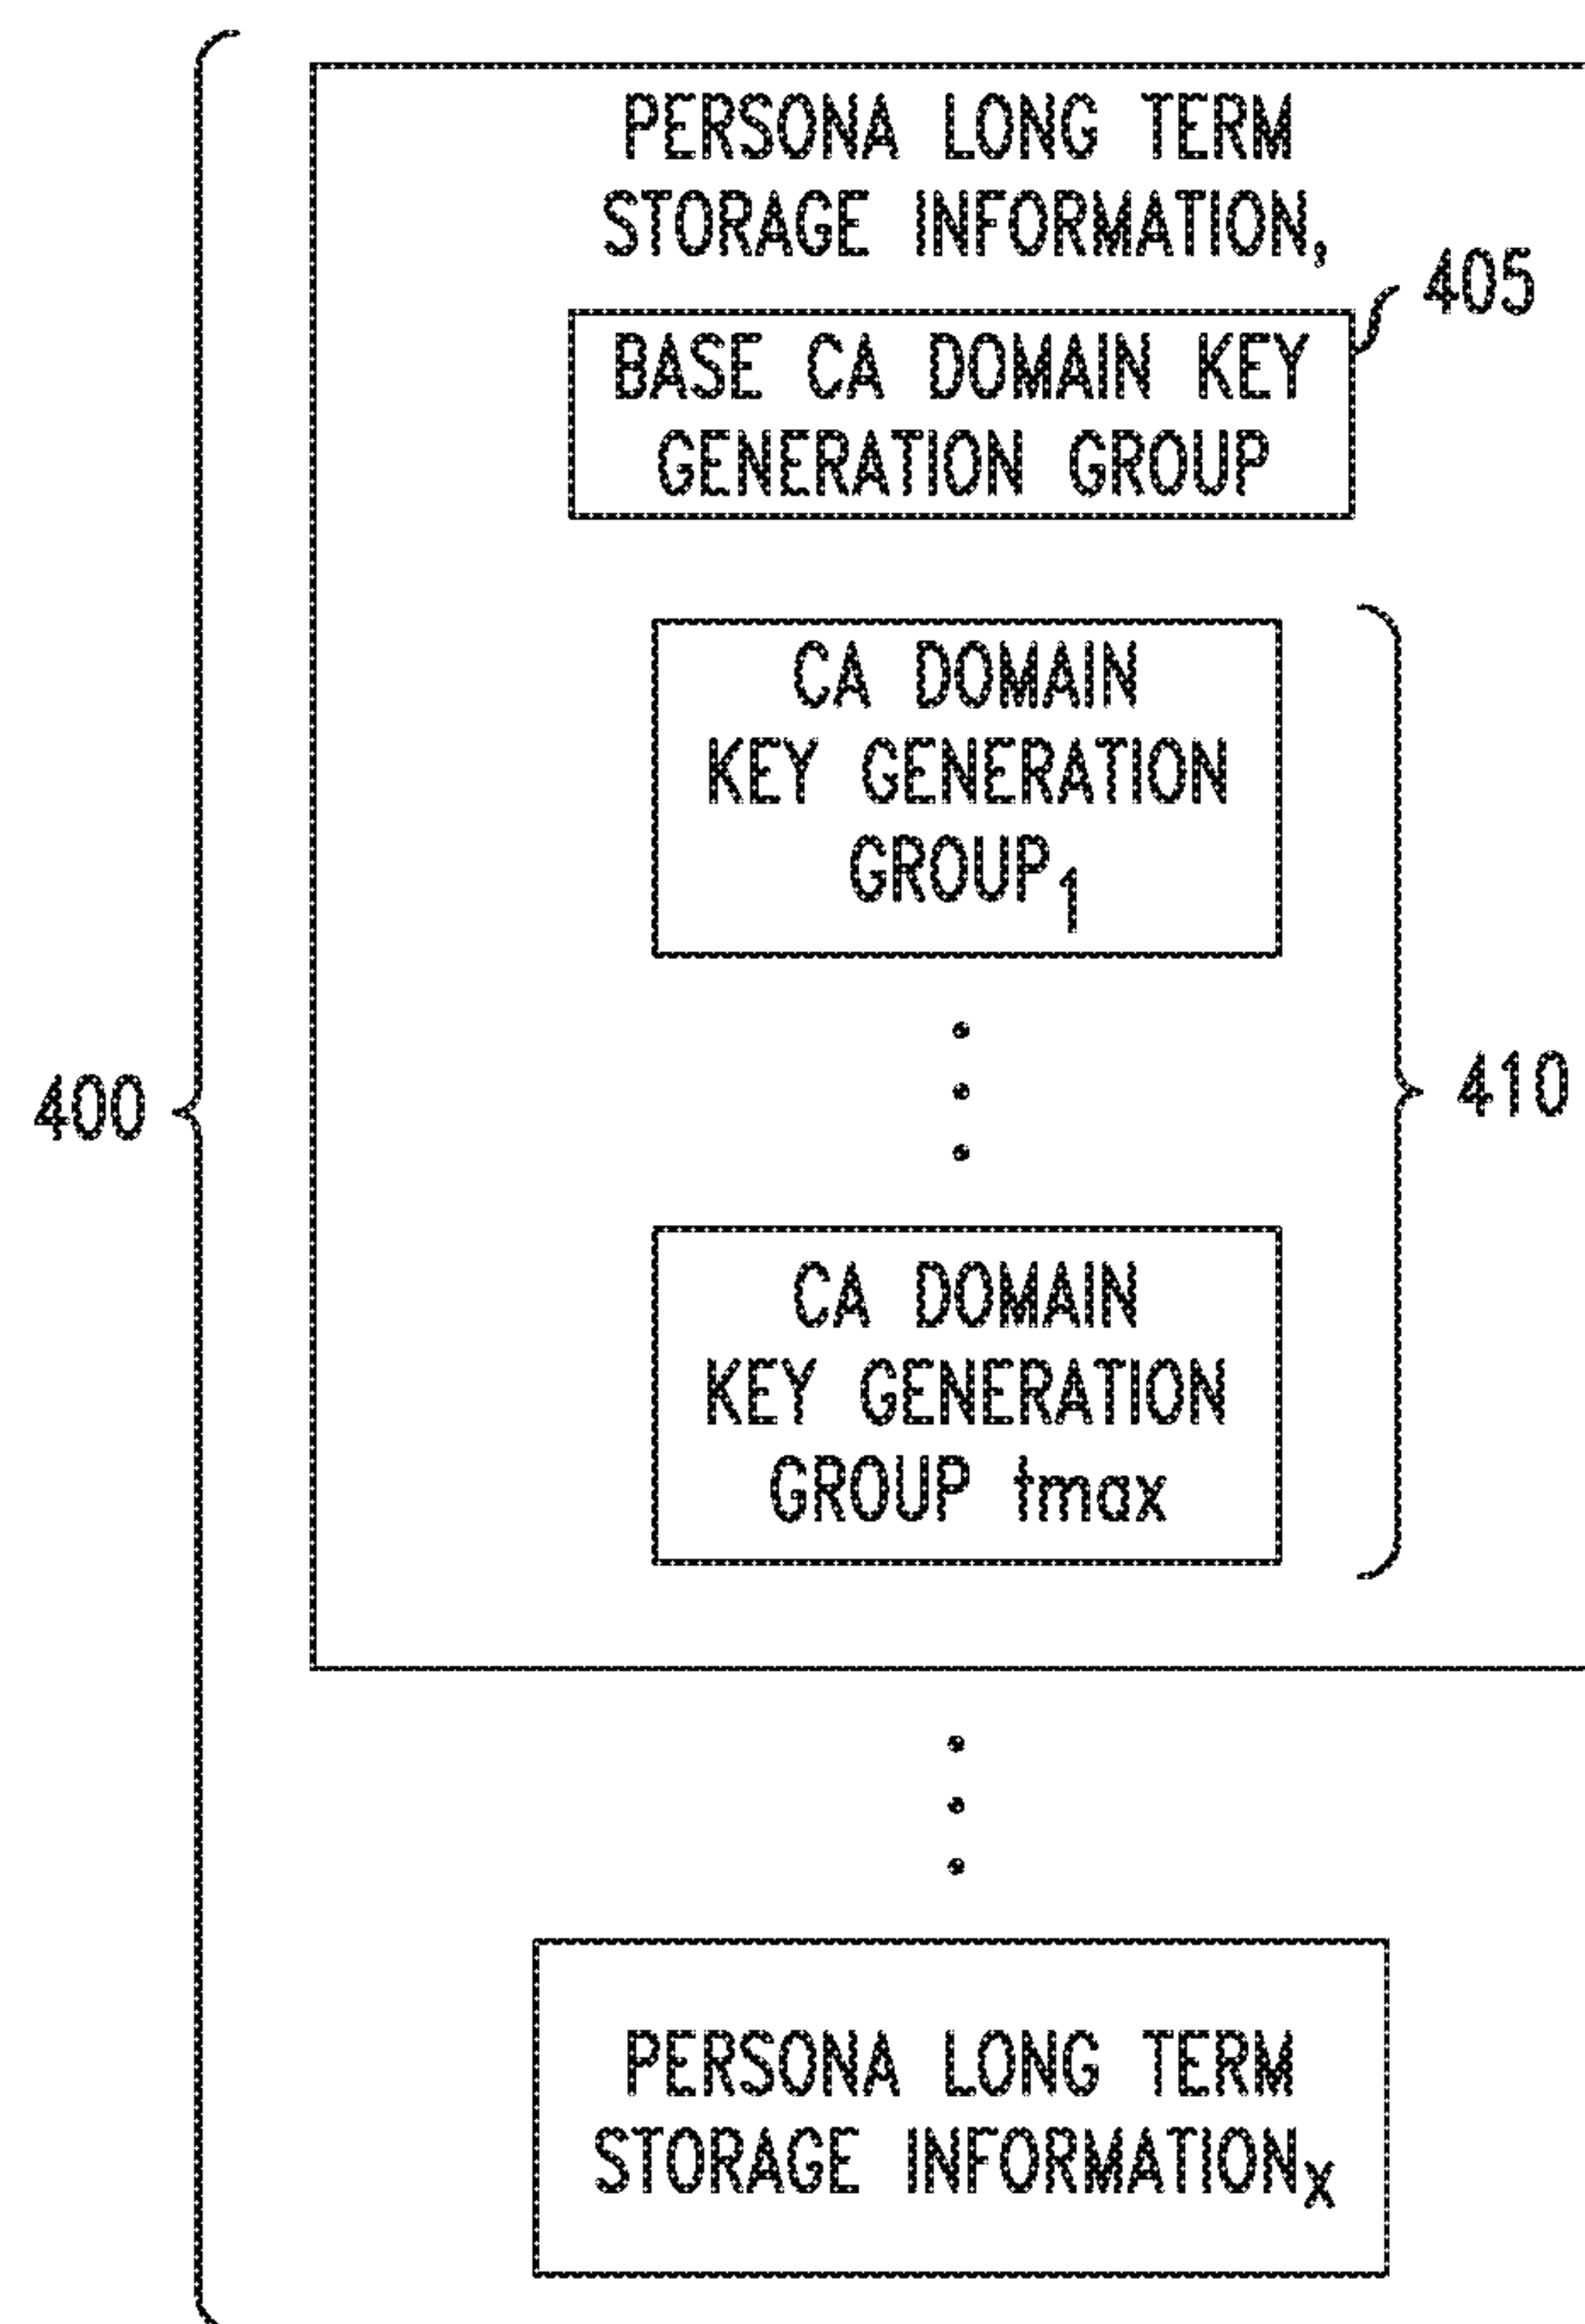 PERSONA LONG TERM
STORAGE INFORMATION,
405
BASE CA DOMAIN KEY
GENERATION GROUP
CA DOMAIN
KEY GENERATION
GROUP₁
400
410
CA DOMAIN
KEY GENERATION
GROUP tmax
PERSONA LONG TERM
STORAGE INFORMATIONₓ